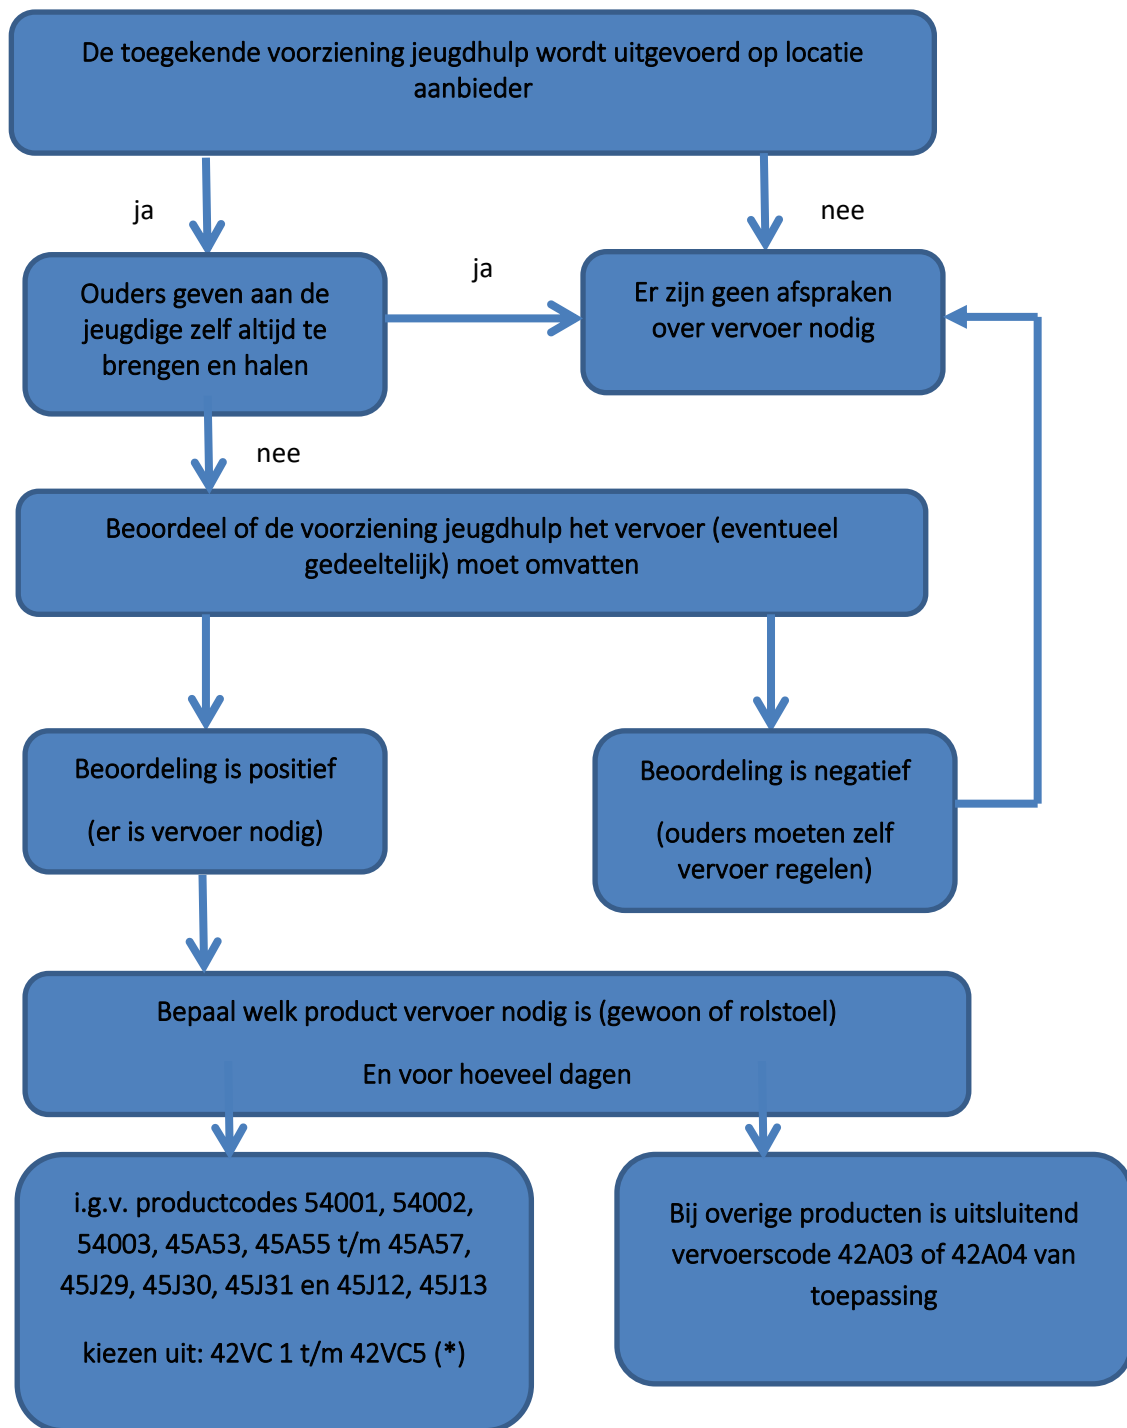 De toegekende voorziening jeugdhulp wordt uitgevoerd op locatie
aanbieder
ja
nee
Ouders geven aan de
jeugdige zelf altijd te
brengen en halen
ja
Er zijn geen afspraken
over vervoer nodig
nee
Beoordeel of de voorziening jeugdhulp het vervoer (eventueel
gedeeltelijk) moet omvatten
Beoordeling is positief
(er is vervoer nodig)
Beoordeling is negatief
(ouders moeten zelf
vervoer regelen)
Bepaal welk product vervoer nodig is (gewoon of rolstoel)
En voor hoeveel dagen
i.g.v. productcodes 54001, 54002,
54003, 45A53, 45A55 t/m 45A57,
45J29, 45J30, 45J31 en 45J12, 45J13
kiezen uit: 42VC 1 t/m 42VC5 (*)
Bij overige producten is uitsluitend
vervoerscode 42A03 of 42A04 van
toepassing